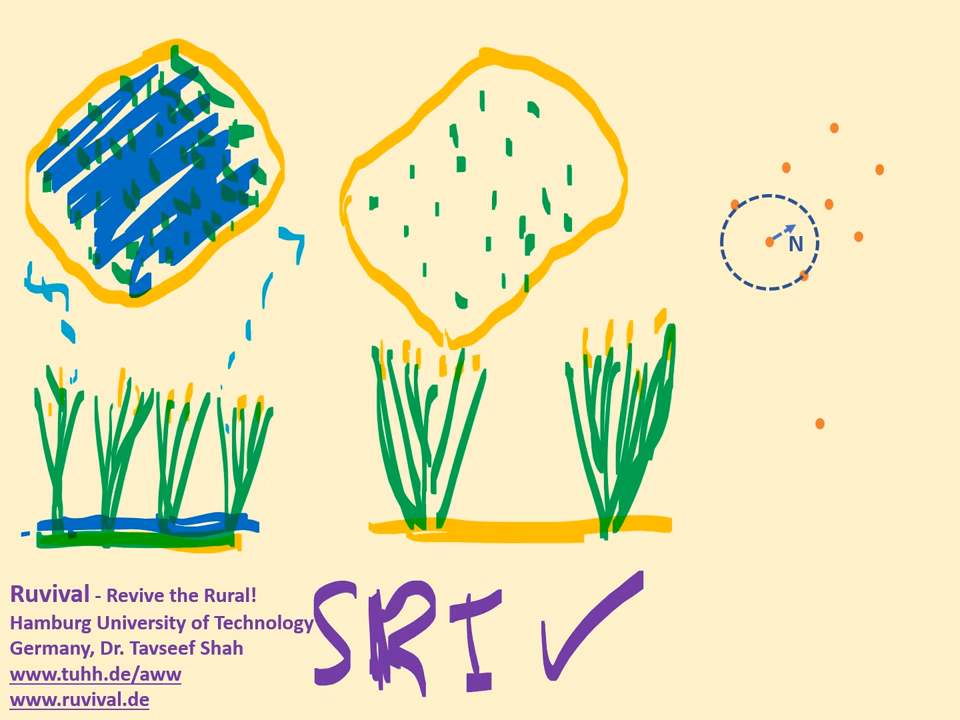 N
Ruvival - Revive the Rural!
Hamburg University of Technology
Germany, Dr. Tavseef Shah
www.tuhh.de/aww
www.ruvival.de
SRI ✓